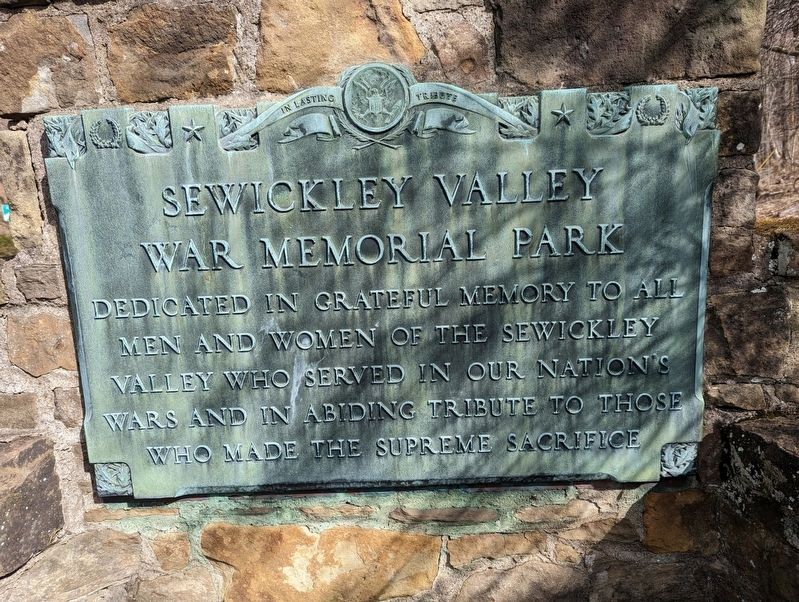 IN LASTING TRIBUTE
SEWICKLEY VALLEY
WAR MEMORIAL PARK
DEDICATED IN GRATEFUL MEMORY TO ALL
MEN AND WOMEN OF THE SEWICKLEY
VALLEY WHO SERVED IN OUR NATION'S
WARS AND IN ABIDING TRIBUTE TO THOSE
WHO MADE THE SUPREME SACRIFICE